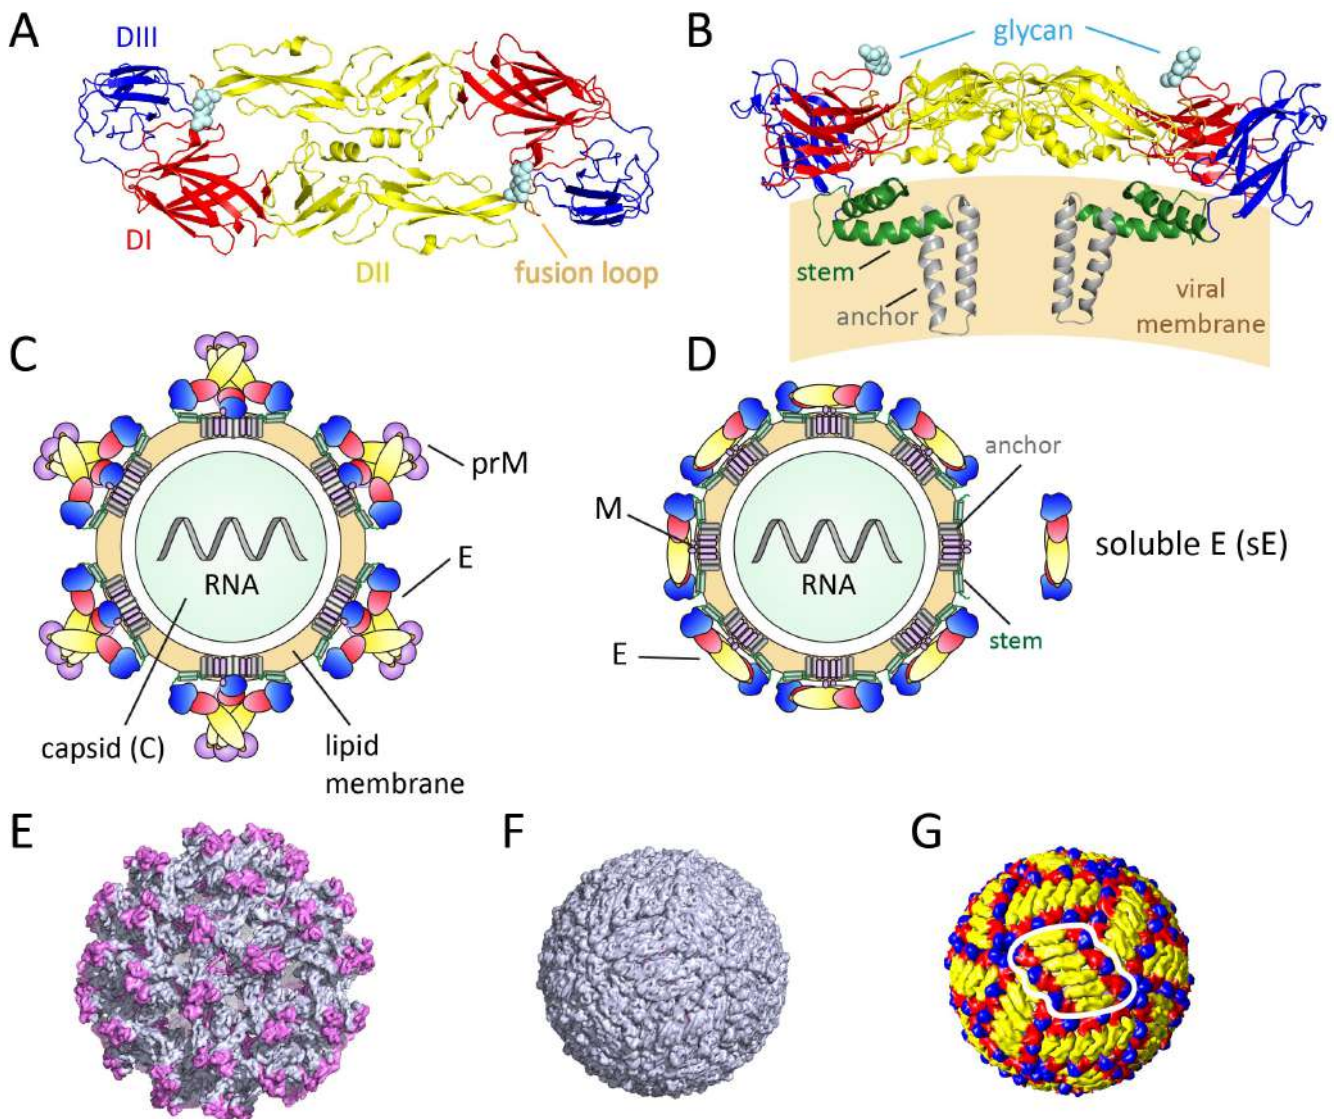 A
DIII
DI
DII
fusion loop
B
glycan
stem
anchor
viral
membrane
C
prM
E
RNA
capsid (C)
lipid
membrane
D
anchor
M
soluble E (sE)
RNA
E
stem
E
F
G